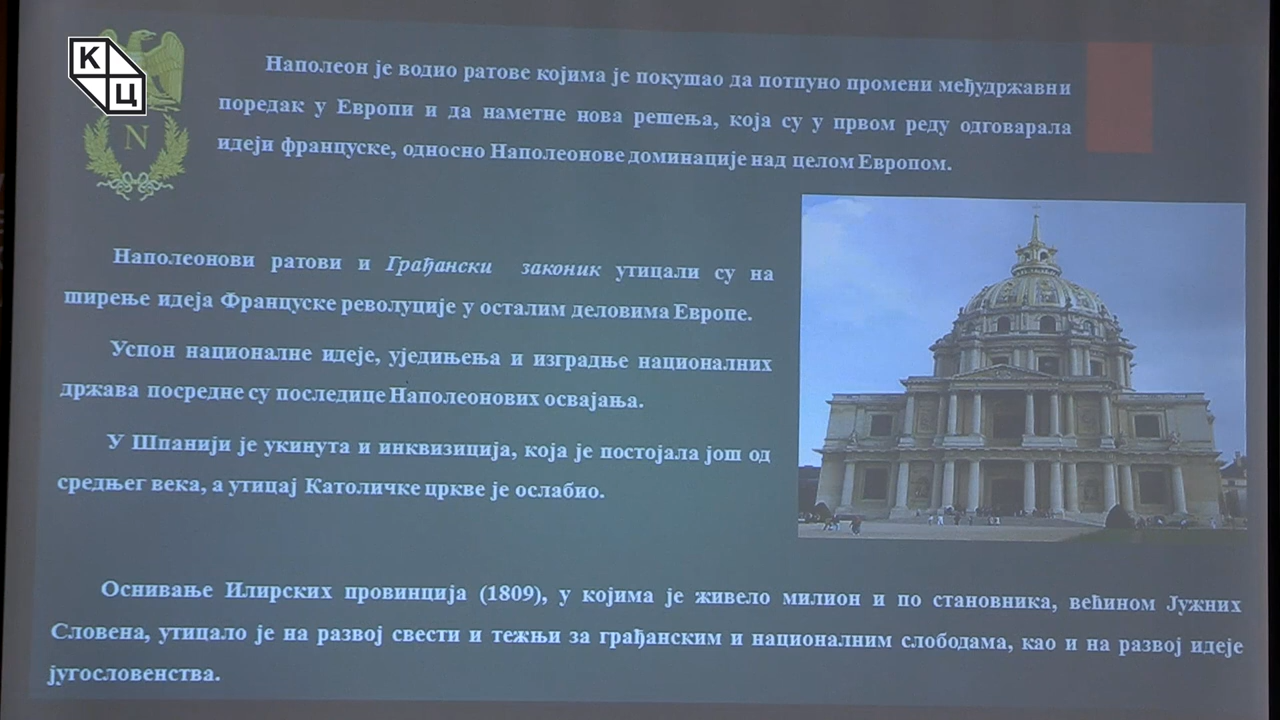 К
Ц
N
Наполеон је водио ратове којима је покушао да потпуно промени међудржавни
поредак у Европи и да наметне нова решења, која су у првом реду одговарала
идеји француске, односно Наполеонове доминације над целом Европом.
Наполеонови ратови и Грађански законик утицали су на
ширење идеја Француске револуције у осталим деловима Европе.
Успон националне идеје, уједињења и изградње националних
држава посредне су последице Наполеонових освајања.
У Шпанији је укинута и инквизиција, која је постојала још од
средњег века, а утицај Католичке цркве је ослабио.
Оснивање Илирских провинција (1809), у којима је живело милион и по становника, већином Јужних
Словена, утицало је на развој свести и тежњи за грађанским и националним слободама, као и на развој идеје
југословенства.